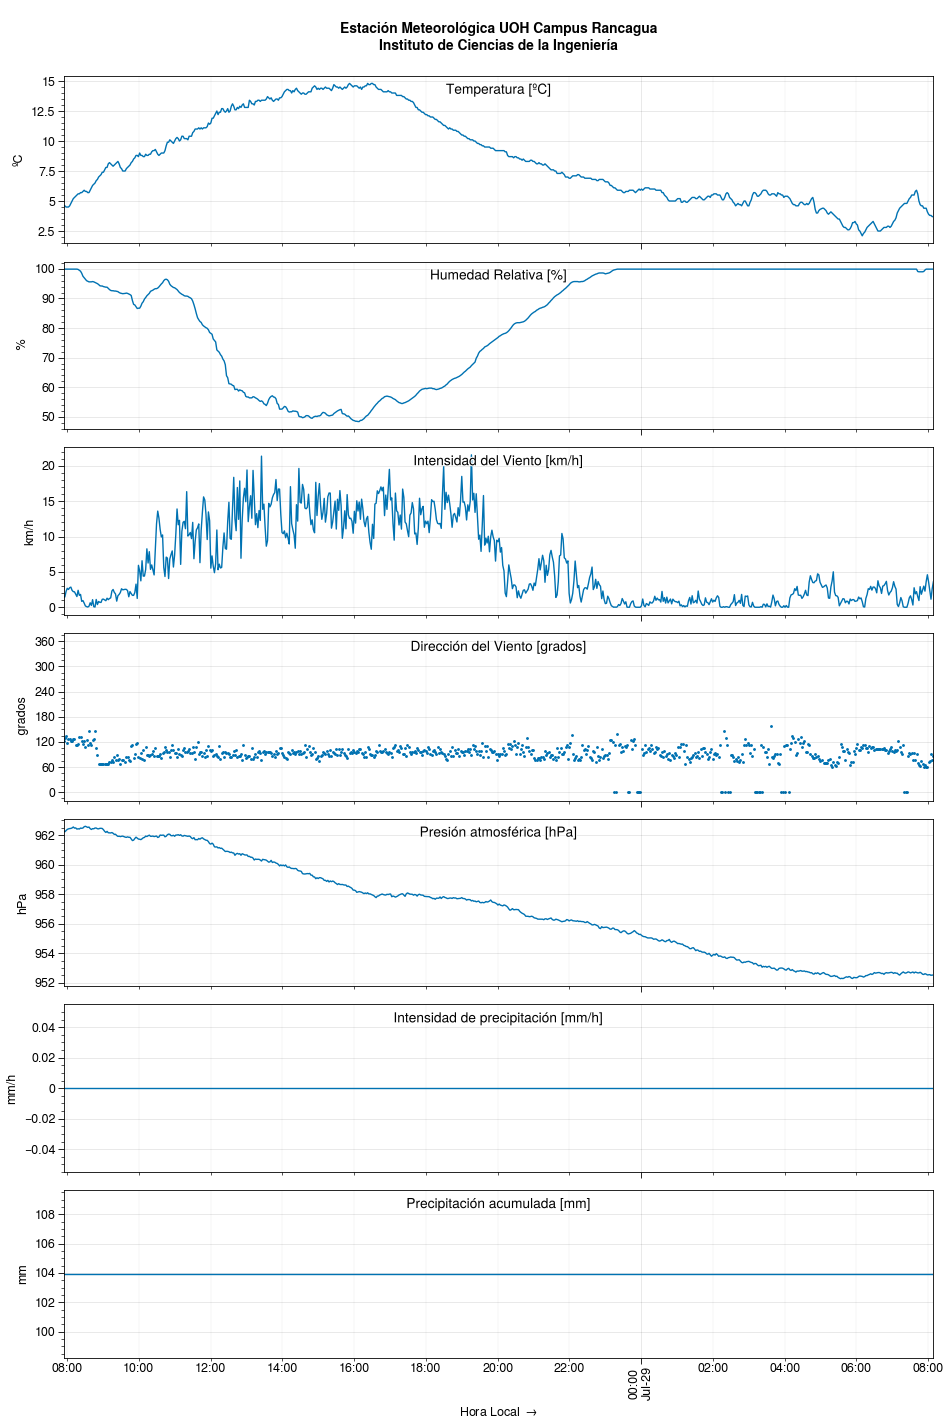 Estación Meteorológica UOH Campus Rancagua
Instituto de Ciencias de la Ingeniería
Temperatura [ºC]
ºC
15
12.5
10
7.5
5
2.5
Humedad Relativa [%]
%
100
90
80
70
60
50
Intensidad del Viento [km/h]
km/h
20
15
10
5
0
Dirección del Viento [grados]
grados
360
300
240
180
120
60
0
Presión atmosférica [hPa]
hPa
962
960
958
956
954
952
Intensidad de precipitación [mm/h]
mm/h
0.04
0.02
0
−0.02
−0.04
Precipitación acumulada [mm]
mm
108
106
104
102
100
08:00 10:00 12:00 14:00 16:00 18:00 20:00 22:00 00:00 02:00 04:00 06:00 08:00
Jul-29
Hora Local →